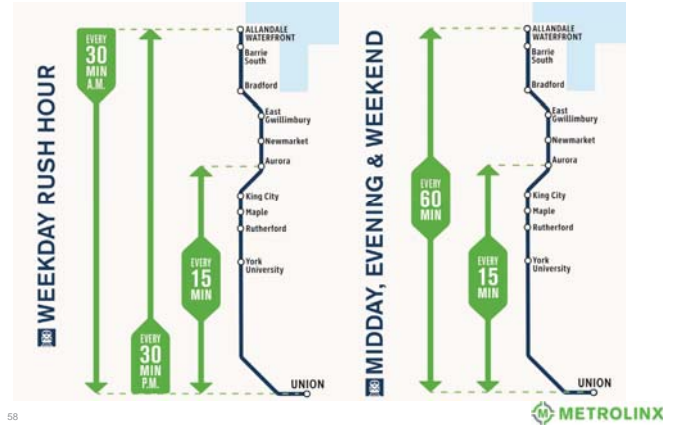 WEEKDAY RUSH HOUR
EVERY
30
MIN
A.M.
EVERY
30
MIN
P.M.
EVERY
15
MIN
ALLANDALE
WATERFRONT
Barrie
South
Bradford
East
Gwillimbury
Newmarket
Aurora
King City
Maple
Rutherford
York
University
UNION
MIDDAY, EVENING & WEEKEND
EVERY
60
MIN
EVERY
15
MIN
ALLANDALE
WATERFRONT
Barrie
South
Bradford
East
Gwillimbury
Newmarket
Aurora
King City
Maple
Rutherford
York
University
UNION
58
METROLINX